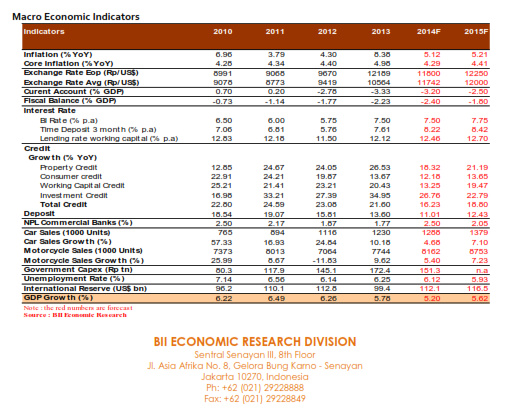 Macro Economic Indicators
Indicators 2010 2011 2012 2013 2014F 2015F
Inflation (% YoY) 6.96 3.79 4.30 8.38 5.12 5.21
Core Inflation (% YoY) 4.28 4.34 4.40 4.98 4.29 4.41
Exchange Rate Eop (Rp/US$) 8991 9068 9670 12189 11800 12250
Exchange Rate Avg (Rp/US$) 9078 8773 9419 10564 11742 12000
Curent Account (% GDP) 0.70 0.20 -2.78 -3.33 -3.20 -2.50
Fiscal Balance (% GDP) -0.73 -1.14 -1.77 -2.23 -2.40 -1.80
Interest Rate
BI Rate (% p.a) 6.50 6.00 5.75 7.50 7.50 7.75
Time Deposit 3 month (% p.a) 7.06 6.81 5.76 7.61 8.22 8.42
Lending rate working capital (% p.a) 12.83 12.18 11.50 12.12 12.46 12.70
Credit
Growth (% YoY)
Property Credit 12.85 24.67 24.05 26.53 18.32 21.19
Consumer credit 22.91 24.21 19.87 13.67 12.18 13.65
Working Capital Credit 25.21 21.41 23.21 20.43 13.25 19.47
Investment Credit 16.98 33.21 27.39 34.95 26.76 22.79
Total Credit 22.80 24.59 23.08 21.60 16.23 18.80
Deposit 18.54 19.07 15.81 13.60 11.01 12.43
NPL Commercial Banks (%) 2.50 2.17 1.87 1.77 2.50 2.05
Car Sales (1000 Units) 765 894 1116 1230 1288 1379
Car Sales Growth (%) 57.33 16.93 24.84 10.18 4.68 7.10
Motorcycle Sales (1000 Units) 7373 8013 7064 7744 8162 8753
Motorcycle Sales Growth (%) 25.99 8.67 -11.83 9.62 5.40 7.23
Government Capex (Rp tn) 80.3 117.9 145.1 172.4 151.3 n.a
Unemployment Rate (%) 7.14 6.56 6.14 6.25 6.12 5.93
International Reserve (US$ bn) 96.2 110.1 112.8 99.4 112.1 116.5
GDP Growth (%) 6.22 6.49 6.26 5.78 5.20 5.62
Note : the red numbers are forecast
Source : BII Economic Research
BII ECONOMIC RESEARCH DIVISION
Sentral Senayan III, 8th Floor
Jl. Asia Afrika No. 8, Gelora Bung Karno - Senayan
Jakarta 10270, Indonesia
Ph: +62 (021) 29228888
Fax: +62 (021) 29228849